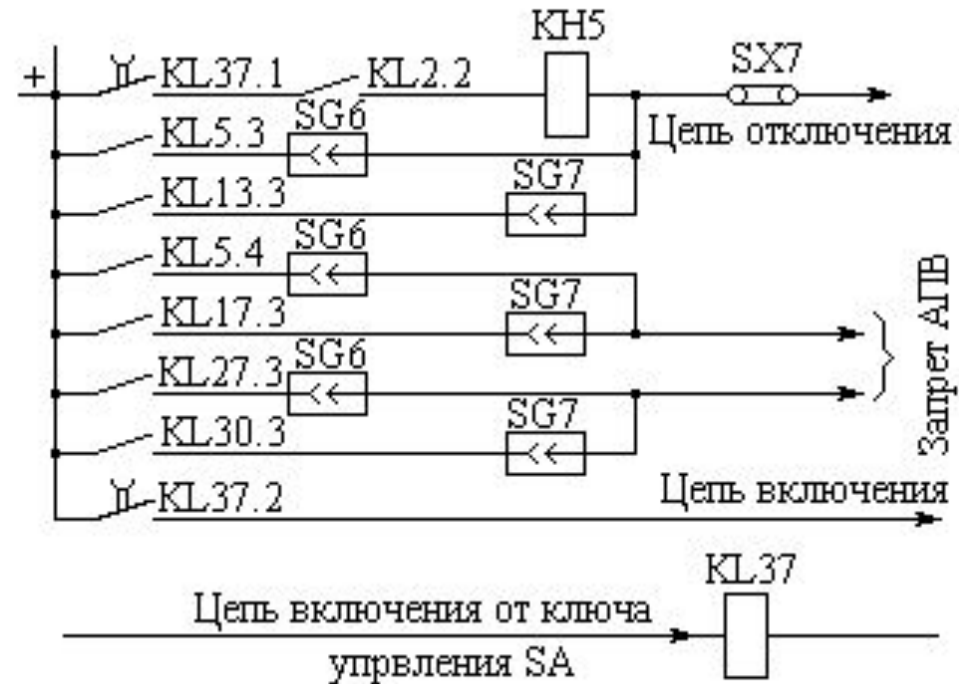 KH5
SX7
+
KL37.1
KL2.2
Цепь отключения
KL5.3
SG6
KL13.3
SG7
KL5.4
SG6
KL17.3
SG7
KL27.3
SG6
KL30.3
SG7
Запрет АПВ
KL37.2
Цепь включения
KL37
Цепь включения от ключа
упрвления SA